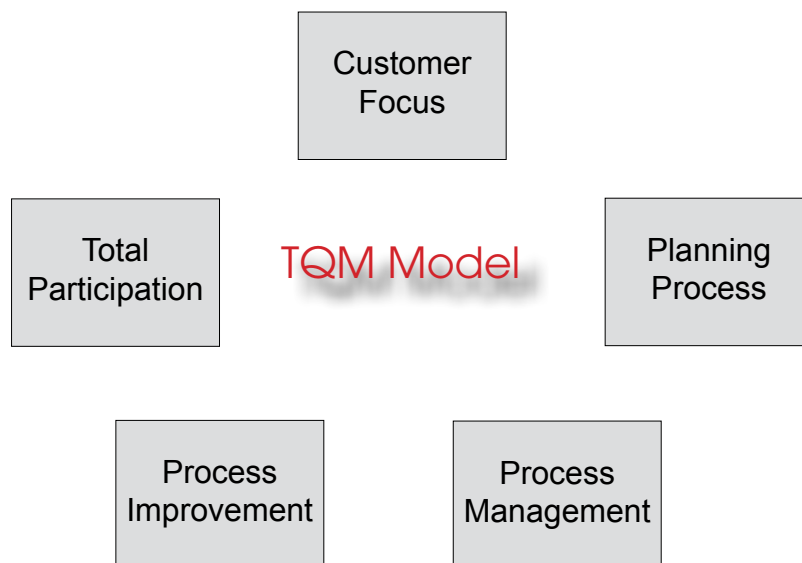 Customer
Focus
Total
Participation
TQM Model
Planning
Process
Process
Improvement
Process
Management